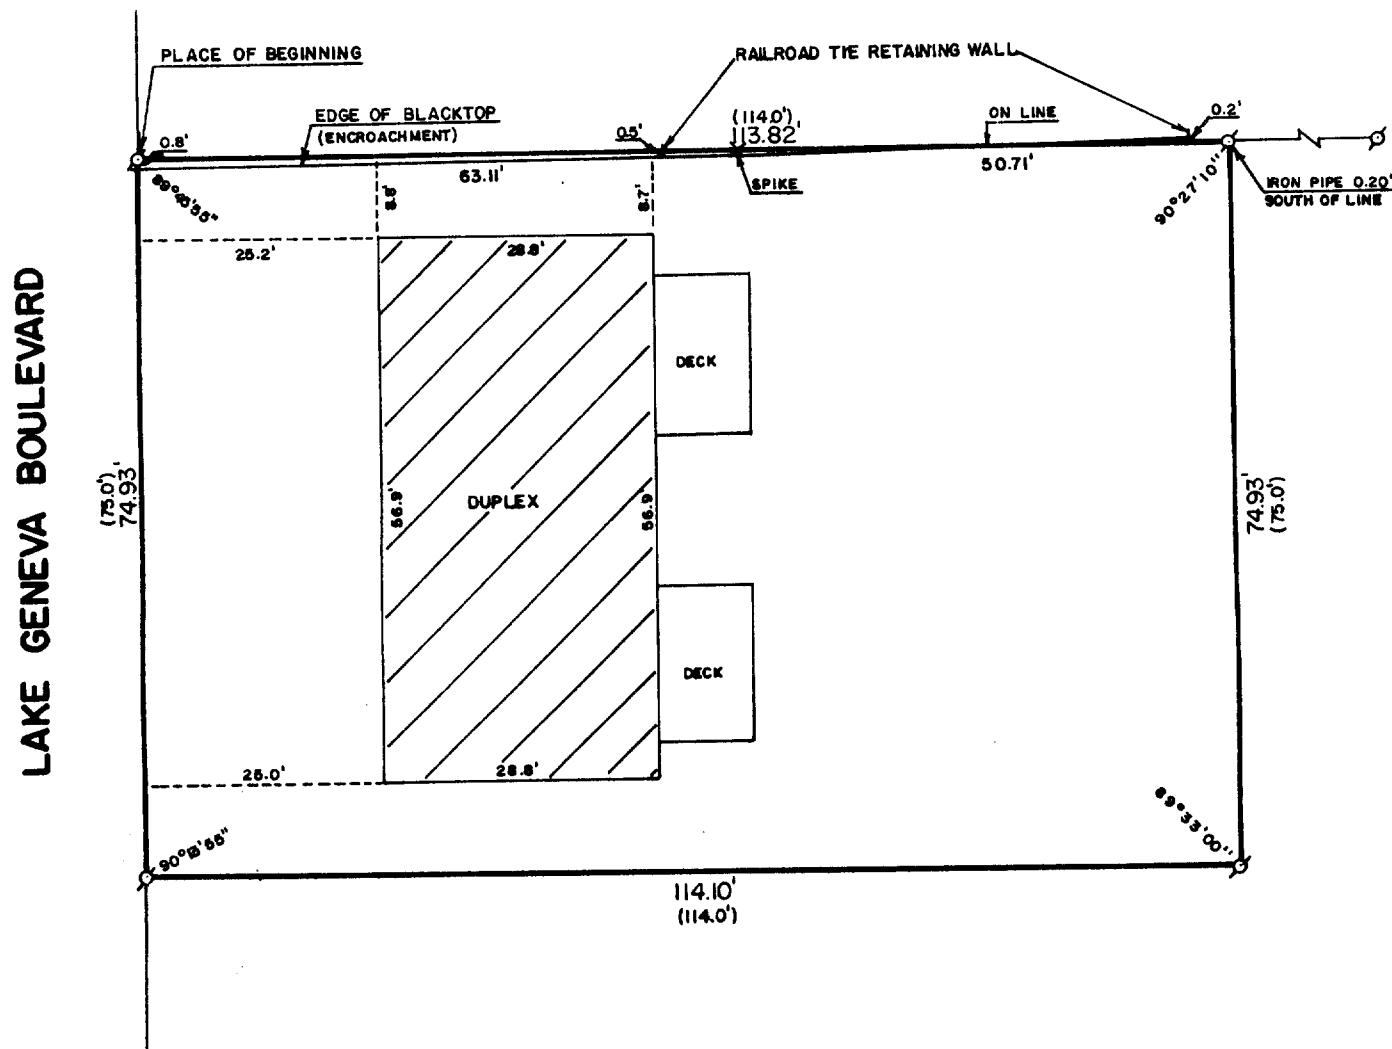 PLACE OF BEGINNING
RAILROAD TIE RETAINING WALL
EDGE OF BLACKTOP
(ENCROACHMENT)
(114.0')
113.82'
ON LINE
0.2'
0.8'
0.5'
63.11'
50.71'
SPIKE
IRON PIPE 0.20'
SOUTH OF LINE
90°27'10"
8.7'
25.2'
28.8'
DECK
LAKE GENEVA BOULEVARD
(75.0')
74.93'
56.9'
DUPLEX
56.9'
74.93'
(75.0')
DECK
25.0'
28.8'
89°33'00"
114.10'
(114.0')